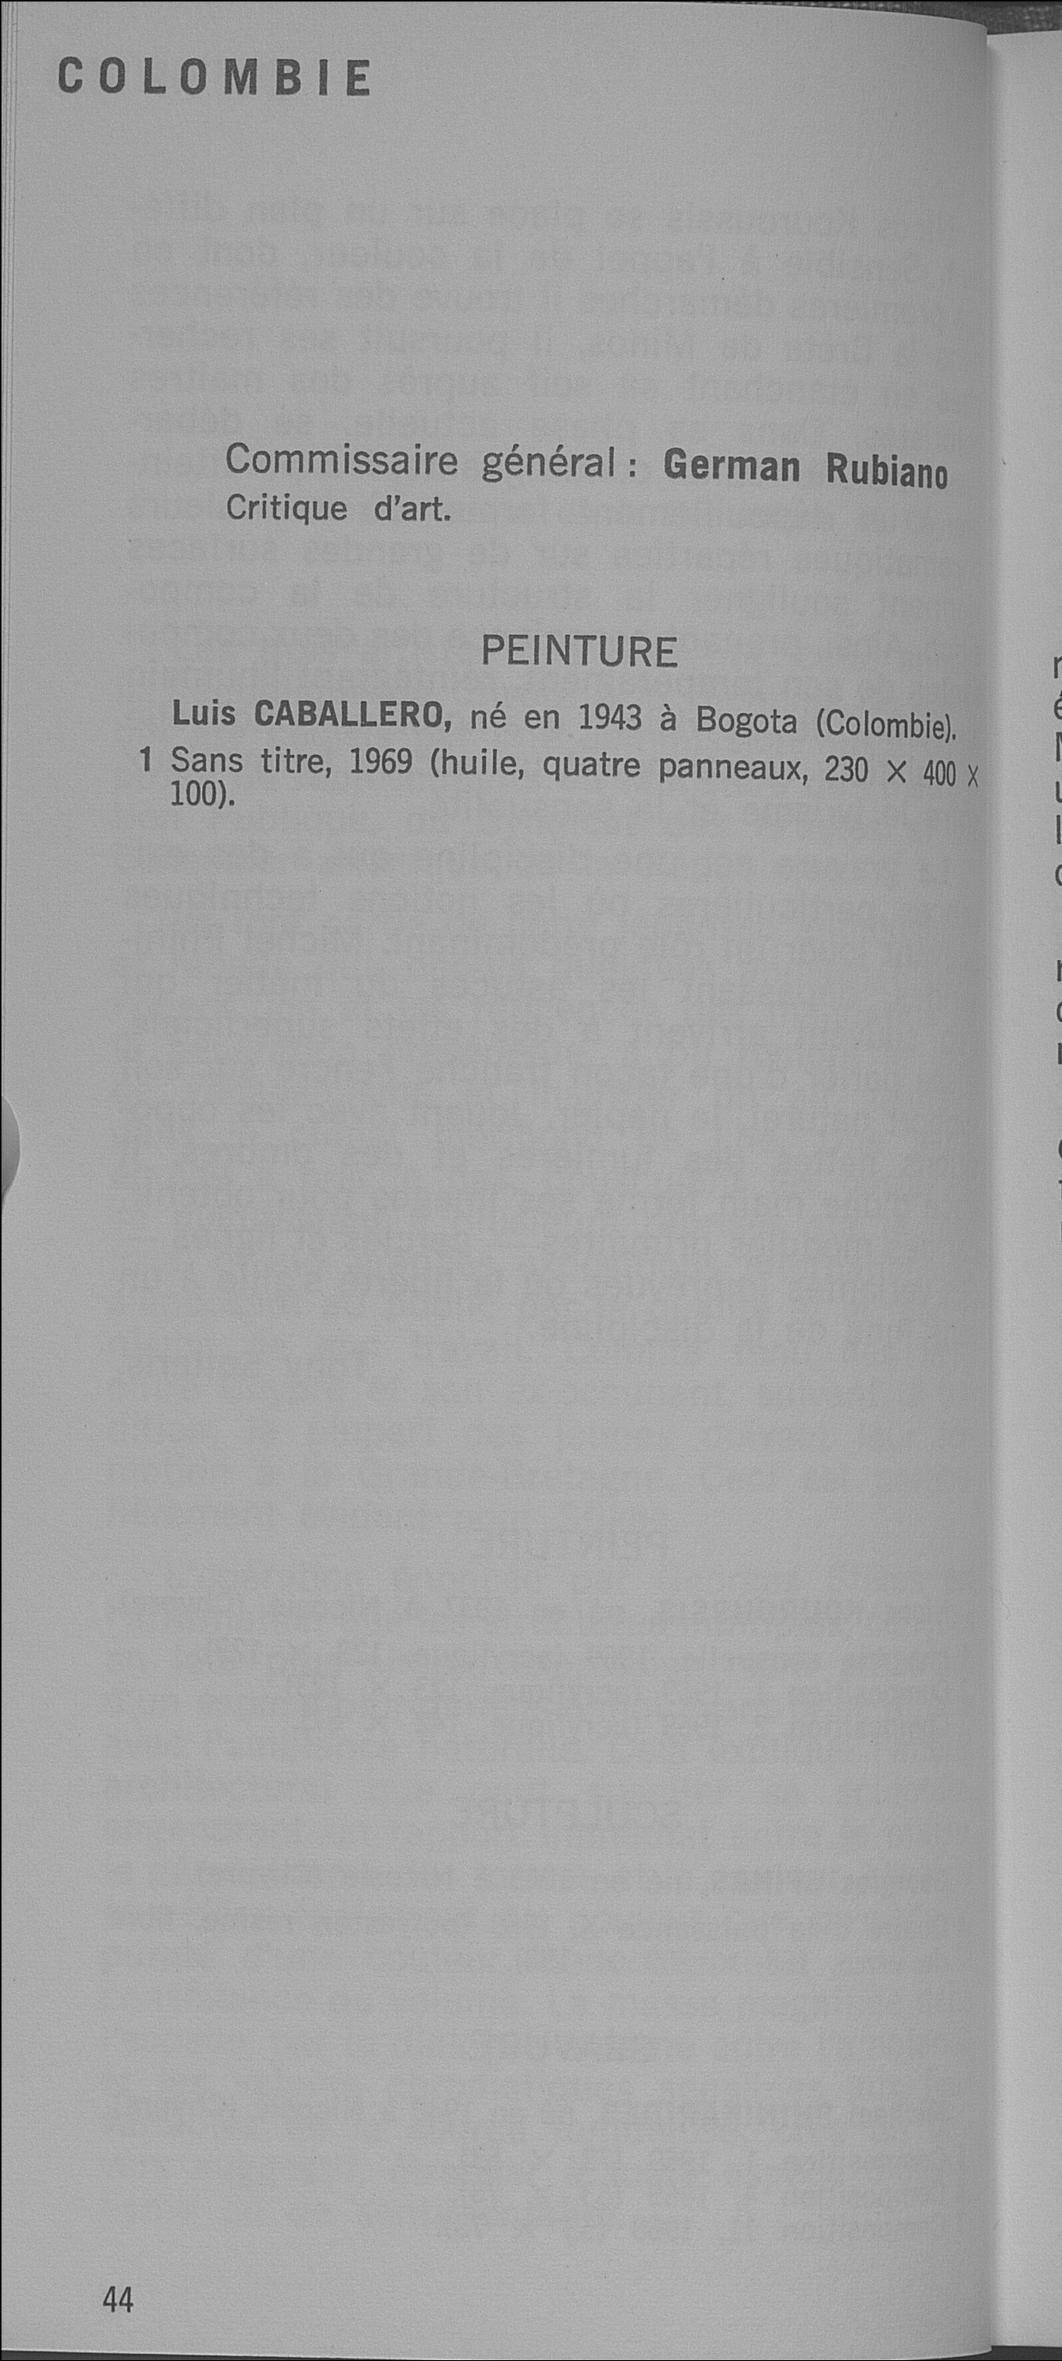 COLOMBIE
Commissaire général : German Rubiano
Critique d'art.
PEINTURE
Luis CABALLERO, né en 1943 à Bogota (Colombie).
1 Sans titre, 1969 (huile, quatre panneaux, 230 × 400 ×
100).
44